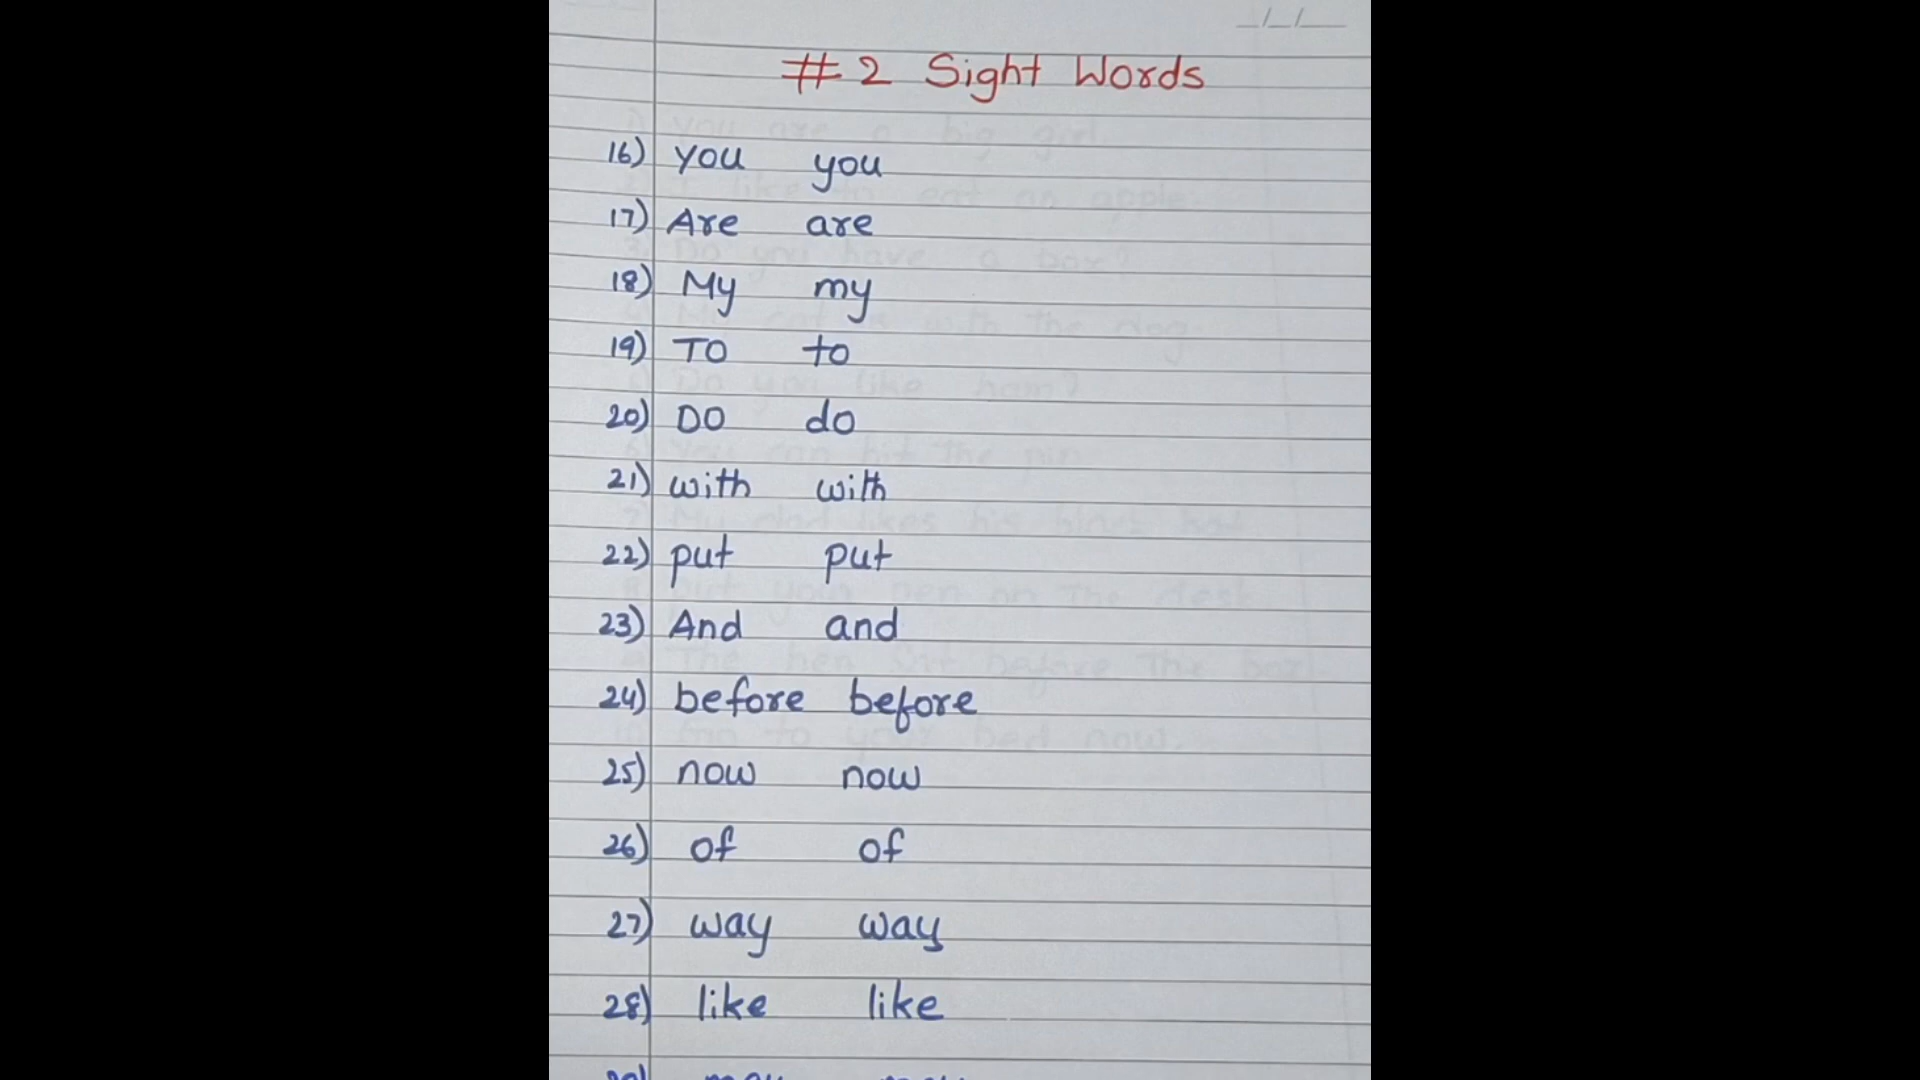 #2 Sight Words
16) You you
17) Are are
18) My my
19) To to
20) Do do
21) with with
22) put put
23) And and
24) before before
25) now now
26) of of
27) way way
28) like like